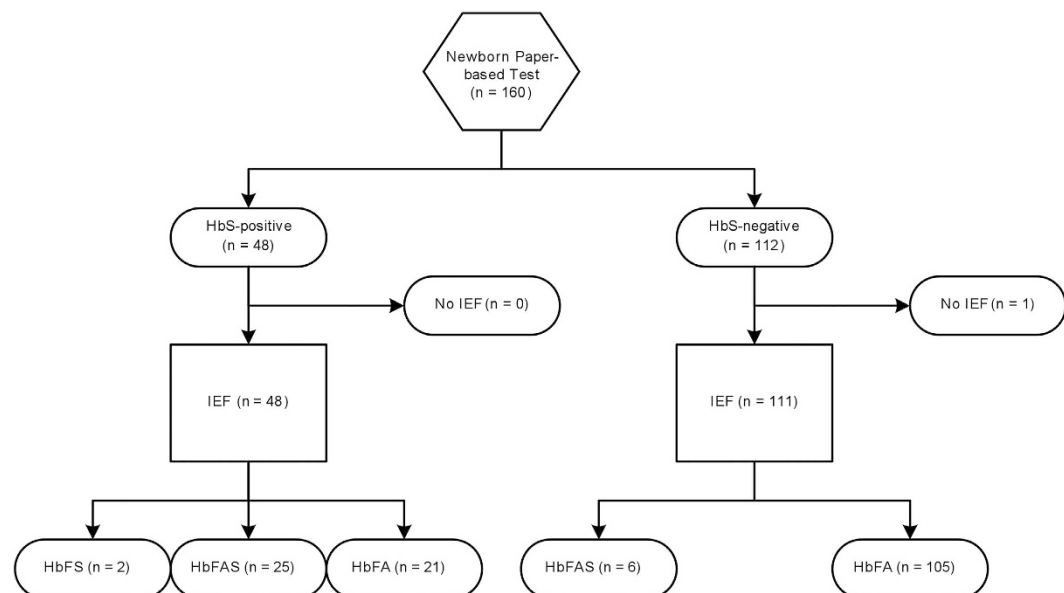 Newborn Paper-
based Test
(n = 160)
HbS-positive
(n = 48)
HbS-negative
(n = 112)
No IEF (n = 0)
No IEF (n = 1)
IEF (n = 48)
IEF (n = 111)
HbFS (n = 2)
HbFAS (n = 25)
HbFA (n = 21)
HbFAS (n = 6)
HbFA (n = 105)